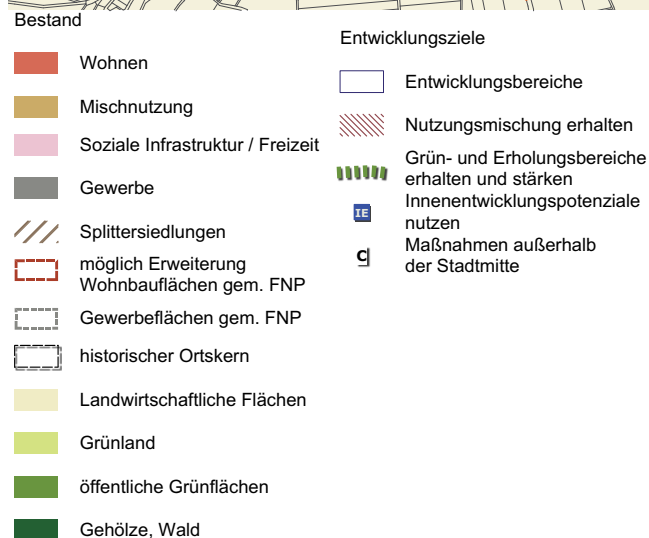 Bestand
Wohnen
Mischnutzung
Soziale Infrastruktur / Freizeit
Gewerbe
Splittersiedlungen
möglich Erweiterung
Wohnbauflächen gem. FNP
Gewerbeflächen gem. FNP
historischer Ortskern
Landwirtschaftliche Flächen
Grünland
öffentliche Grünflächen
Gehölze, Wald
Entwicklungsziele
Entwicklungsbereiche
Nutzungsmischung erhalten
Grün- und Erholungsbereiche
erhalten und stärken
IE Innenentwicklungspotenziale
nutzen
C Maßnahmen außerhalb
der Stadtmitte